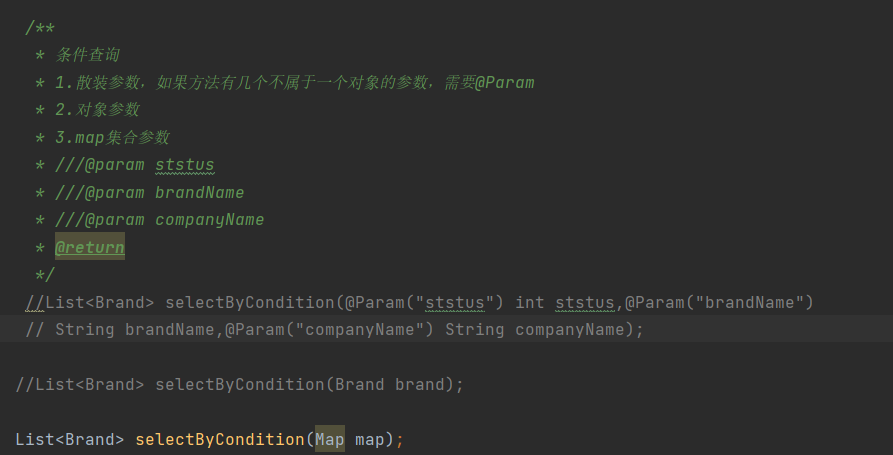 /**
* 条件查询
* 1.散装参数，如果方法有几个不属于一个对象的参数，需要@Param
* 2.对象参数
* 3.map集合参数
* ///@param ststus
* ///@param brandName
* ///@param companyName
* @return
*/
//List<Brand> selectByCondition(@Param("ststus") int ststus,@Param("brandName")
// String brandName,@Param("companyName") String companyName);
//List<Brand> selectByCondition(Brand brand);
List<Brand> selectByCondition(Map map);